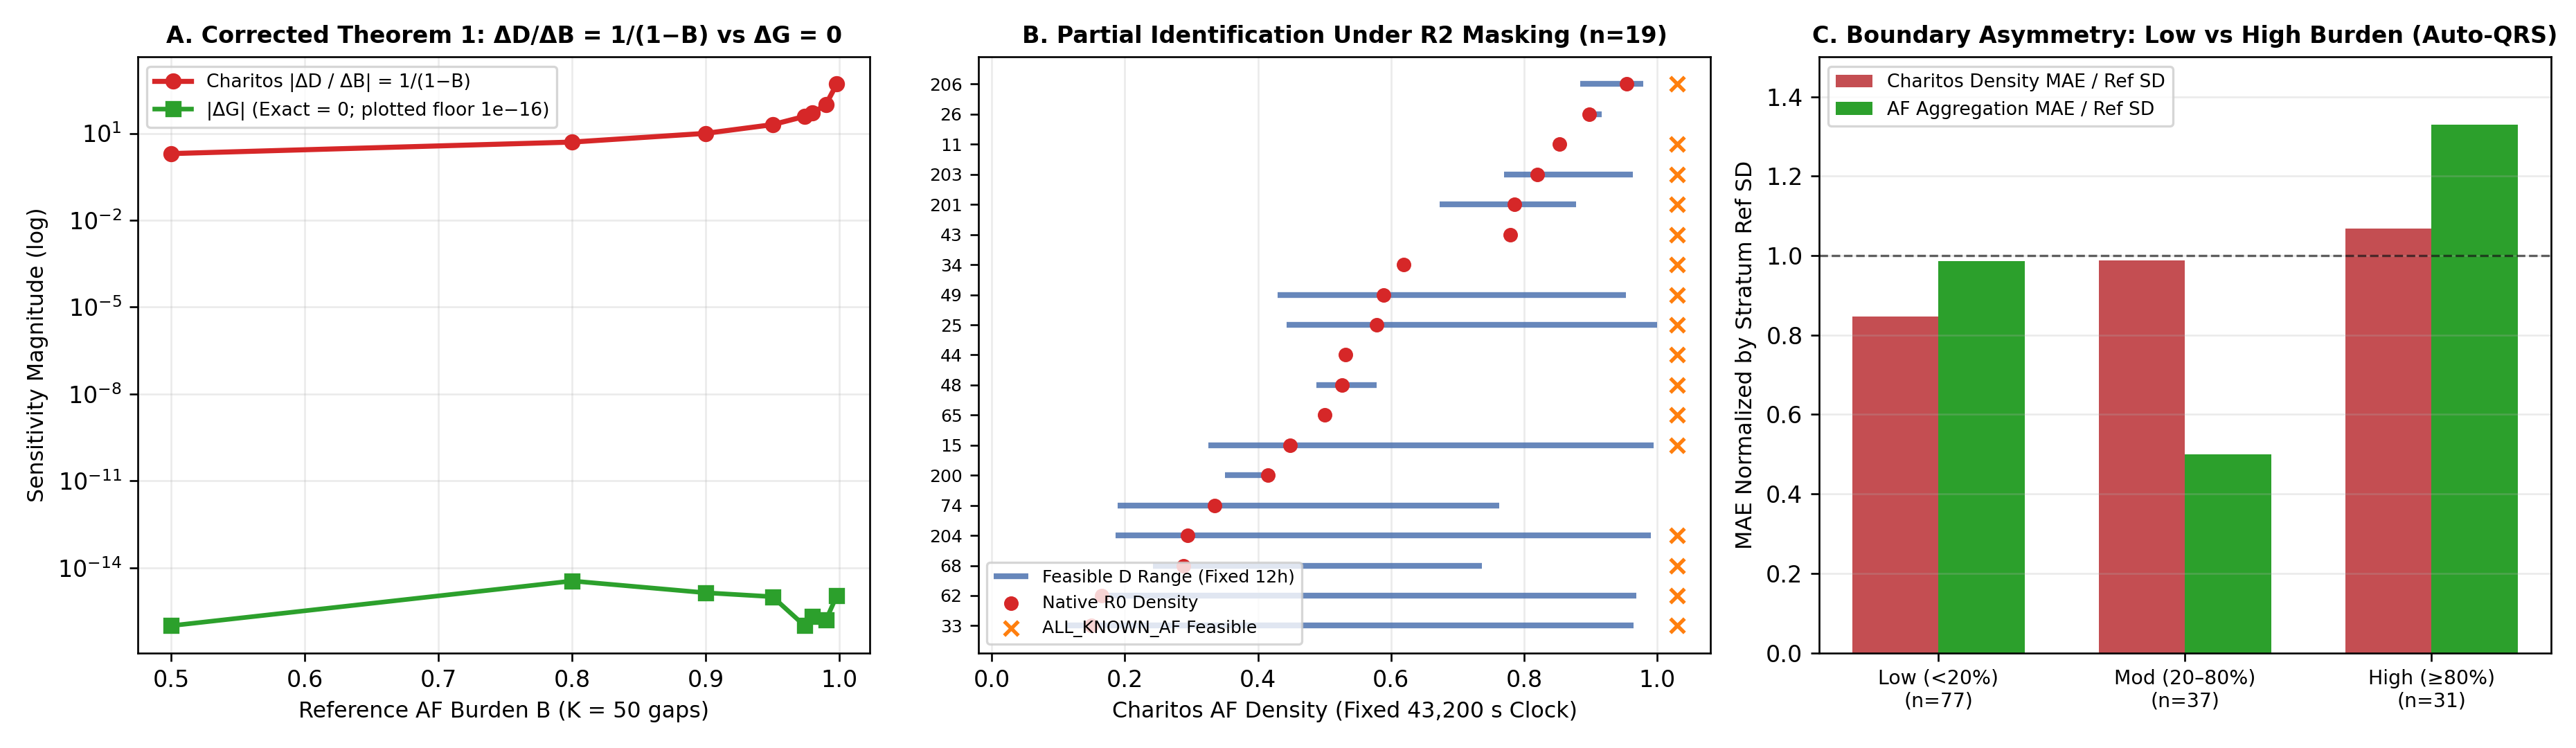 A. Corrected Theorem 1: ΔD/ΔB = 1/(1−B) vs ΔG = 0
Charitos |ΔD / ΔB| = 1/(1−B)
|ΔG| (Exact = 0; plotted floor 1e−16)
Sensitivity Magnitude (log)
10¹
10⁻²
10⁻⁵
10⁻⁸
10⁻¹¹
10⁻¹⁴
0.5 0.6 0.7 0.8 0.9 1.0
Reference AF Burden B (K = 50 gaps)
B. Partial Identification Under R2 Masking (n=19)
206
26
11
203
201
43
34
49
25
44
48
65
15
200
74
204
68
62
33
Feasible D Range (Fixed 12h)
Native R0 Density
ALL_KNOWN_AF Feasible
0.0 0.2 0.4 0.6 0.8 1.0
Charitos AF Density (Fixed 43,200 s Clock)
C. Boundary Asymmetry: Low vs High Burden (Auto-QRS)
Charitos Density MAE / Ref SD
AF Aggregation MAE / Ref SD
MAE Normalized by Stratum Ref SD
1.4
1.2
1.0
0.8
0.6
0.4
0.2
0.0
Low (<20%)
(n=77)
Mod (20–80%)
(n=37)
High (≥80%)
(n=31)